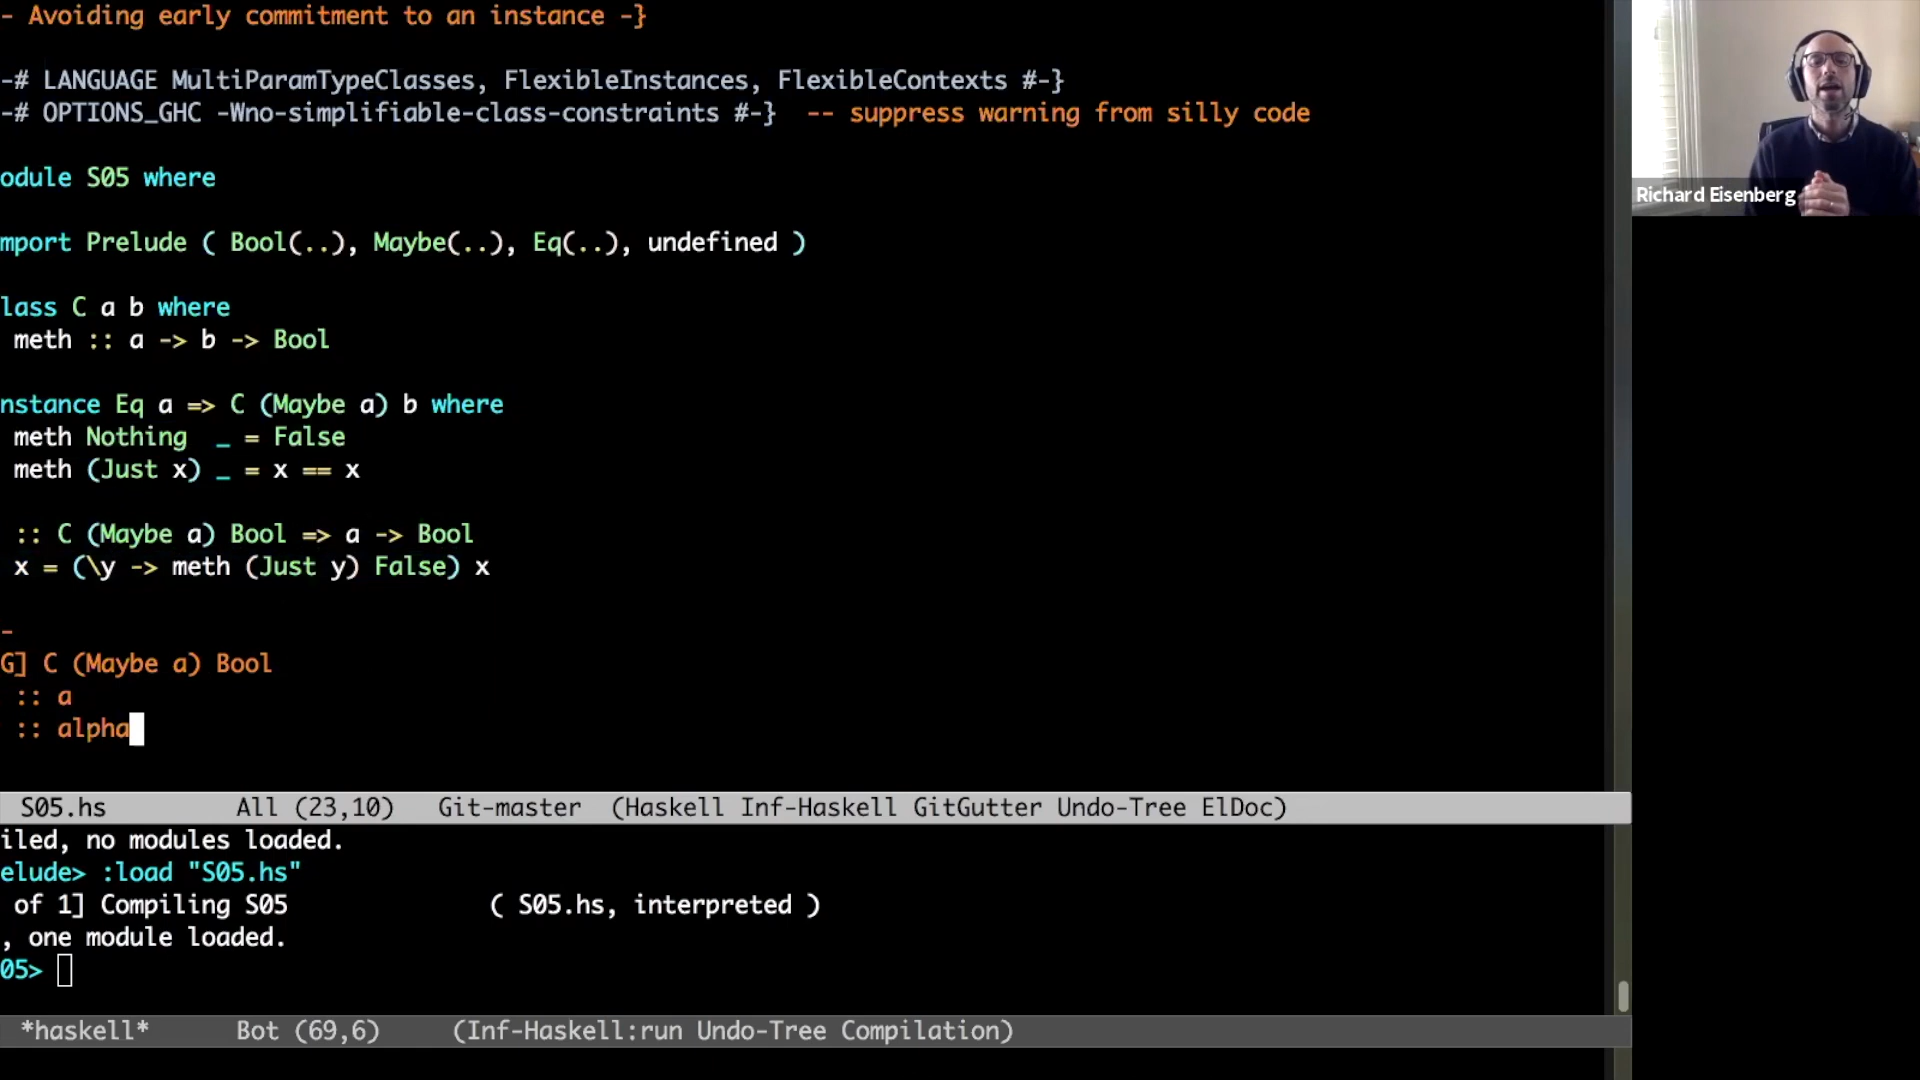 - Avoiding early commitment to an instance -}
-# LANGUAGE MultiParamTypeClasses, FlexibleInstances, FlexibleContexts #-}
-# OPTIONS_GHC -Wno-simplifiable-class-constraints #-}  -- suppress warning from silly code
odule S05 where
mport Prelude ( Bool(..), Maybe(..), Eq(..), undefined )
lass C a b where
meth :: a -> b -> Bool
nstance Eq a => C (Maybe a) b where
meth Nothing  _ = False
meth (Just x) _ = x == x
:: C (Maybe a) Bool => a -> Bool
x = (\y -> meth (Just y) False) x
-
G] C (Maybe a) Bool
:: a
:: alpha
S05.hs All (23,10) Git-master (Haskell Inf-Haskell GitGutter Undo-Tree ElDoc)
iled, no modules loaded.
elude> :load "S05.hs"
of 1] Compiling S05 ( S05.hs, interpreted )
, one module loaded.
05>
*haskell* Bot (69,6) (Inf-Haskell:run Undo-Tree Compilation)
Richard Eisenberg